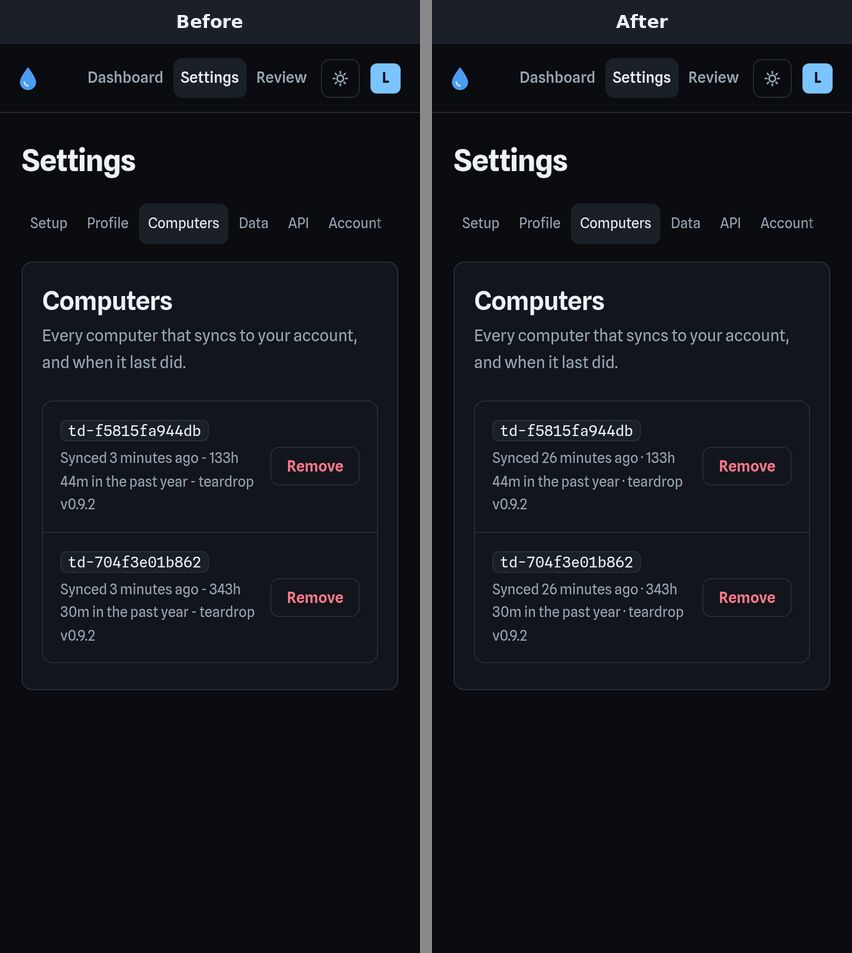 Before
Dashboard Settings Review L
Settings
Setup Profile Computers Data API Account
Computers
Every computer that syncs to your account,
and when it last did.
td-f5815fa944db
Synced 3 minutes ago - 133h
44m in the past year - teardrop
v0.9.2
Remove
td-704f3e01b862
Synced 3 minutes ago - 343h
30m in the past year - teardrop
v0.9.2
Remove
After
Dashboard Settings Review L
Settings
Setup Profile Computers Data API Account
Computers
Every computer that syncs to your account,
and when it last did.
td-f5815fa944db
Synced 26 minutes ago · 133h
44m in the past year · teardrop
v0.9.2
Remove
td-704f3e01b862
Synced 26 minutes ago · 343h
30m in the past year · teardrop
v0.9.2
Remove